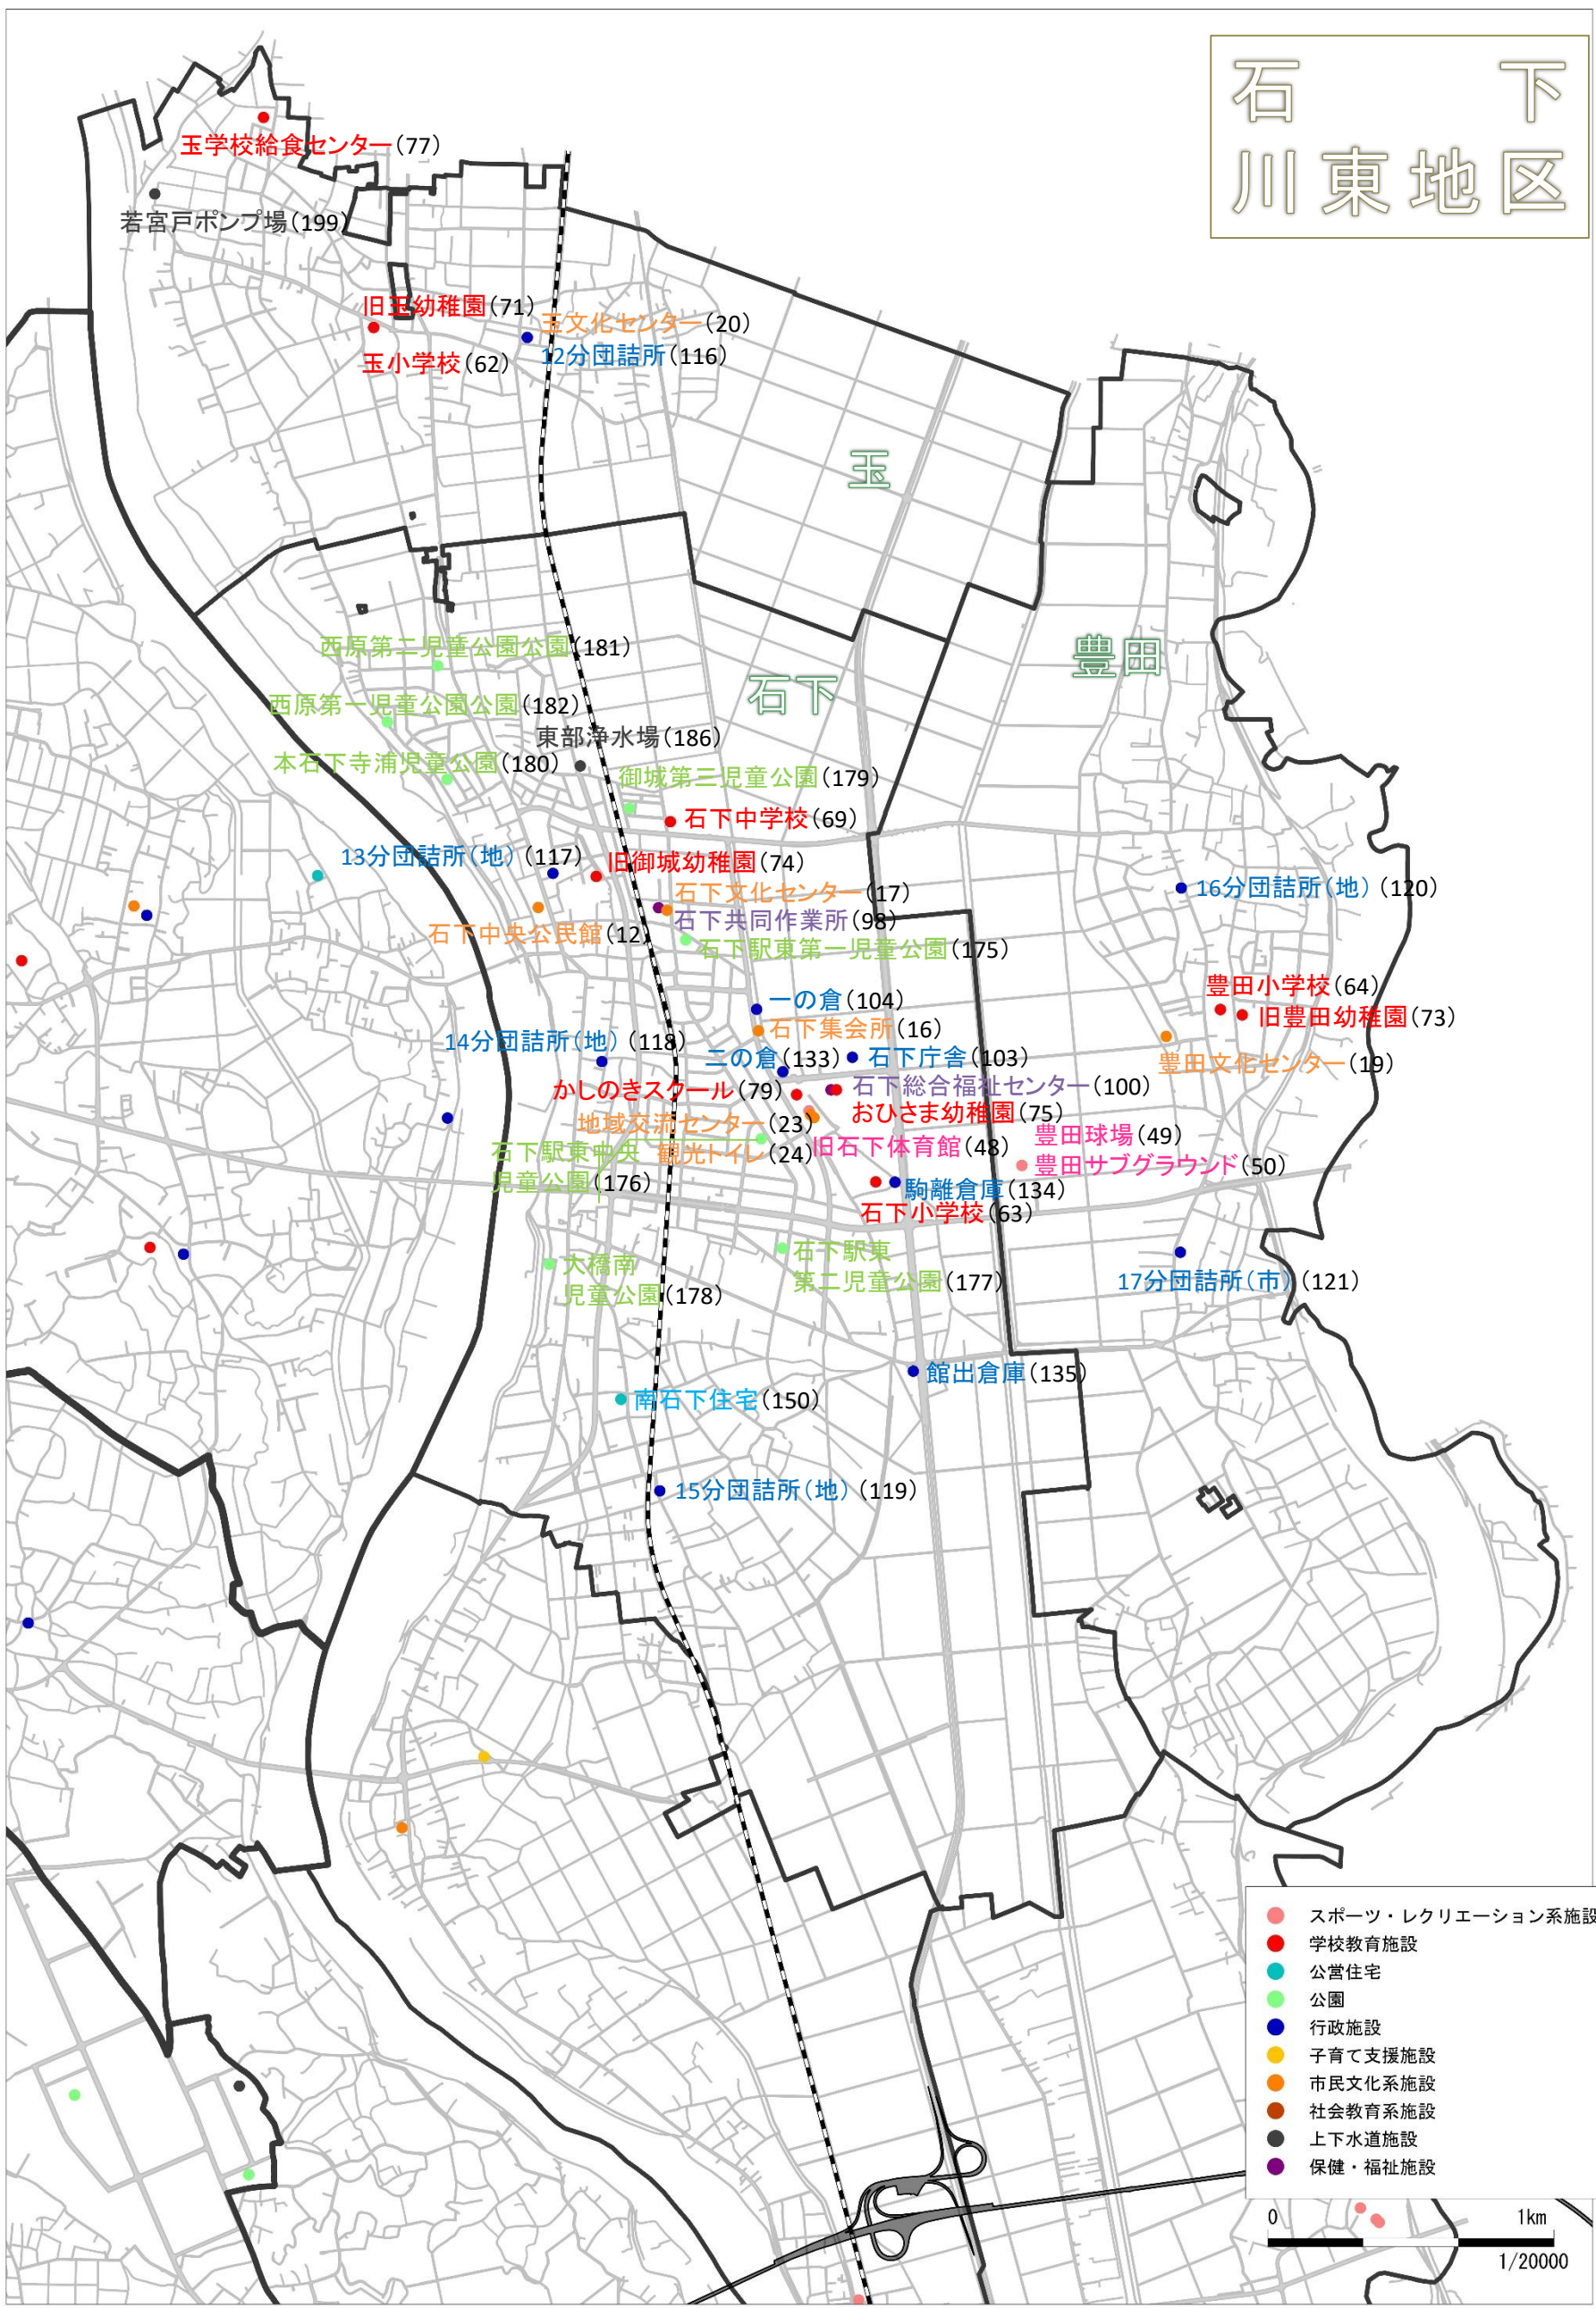 石下
川東地区
玉学校給食センター(77)
若宮戸ポンプ場(199)
旧玉幼稚園(71)
玉文化センター(20)
玉小学校(62)
12分団詰所(116)
玉
西原第二児童公園公園(181)
豊田
石下
西原第一児童公園公園(182)
東部浄水場(186)
本石下寺浦児童公園(180)
御城第三児童公園(179)
石下中学校(69)
13分団詰所(地)(117)
旧御城幼稚園(74)
石下文化センター(17)
16分団詰所(地)(120)
石下共同作業所(98)
石下中央公民館(12)
石下駅東第一児童公園(175)
豊田小学校(64)
一の倉(104)
旧豊田幼稚園(73)
石下集会所(16)
14分団詰所(地)(118)
二の倉(133)
石下庁舎(103)
豊田文化センター(19)
かしのきスクール(79)
石下総合福祉センター(100)
おひさま幼稚園(75)
地域交流センター(23)
豊田球場(49)
旧石下体育館(48)
石下駅東中央
児童公園(176)
観光トイレ(24)
豊田サブグラウンド(50)
駒離倉庫(134)
石下小学校(63)
大橋南
児童公園(178)
石下駅東
第二児童公園(177)
17分団詰所(市)(121)
館出倉庫(135)
南石下住宅(150)
15分団詰所(地)(119)
スポーツ・レクリエーション系施設
学校教育施設
公営住宅
公園
行政施設
子育て支援施設
市民文化系施設
社会教育系施設
上下水道施設
保健・福祉施設
0 1km
1/20000